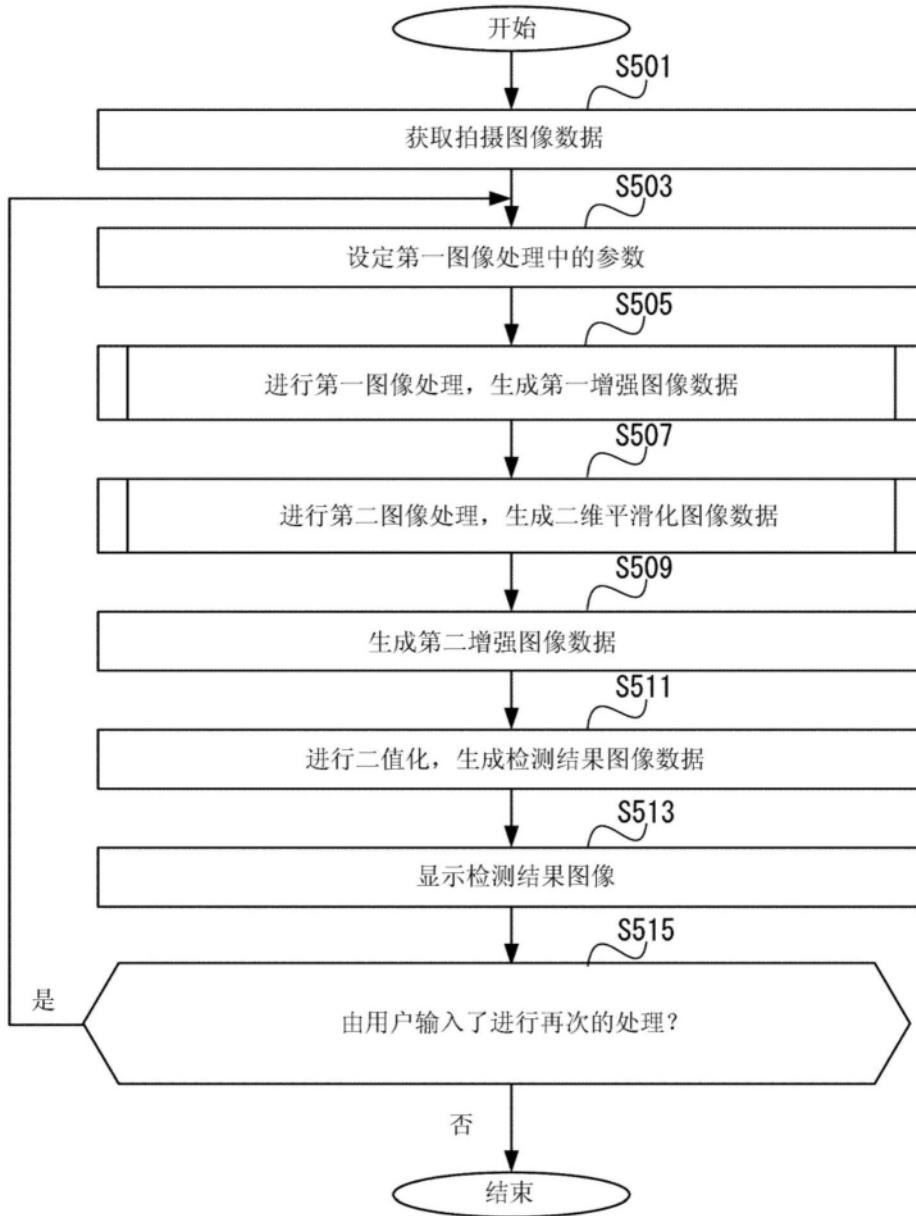 开始
S501
获取拍摄图像数据
S503
设定第一图像处理中的参数
S505
进行第一图像处理，生成第一增强图像数据
S507
进行第二图像处理，生成二维平滑化图像数据
S509
生成第二增强图像数据
S511
进行二值化，生成检测结果图像数据
S513
显示检测结果图像
S515
是
由用户输入了进行再次的处理？
否
结束